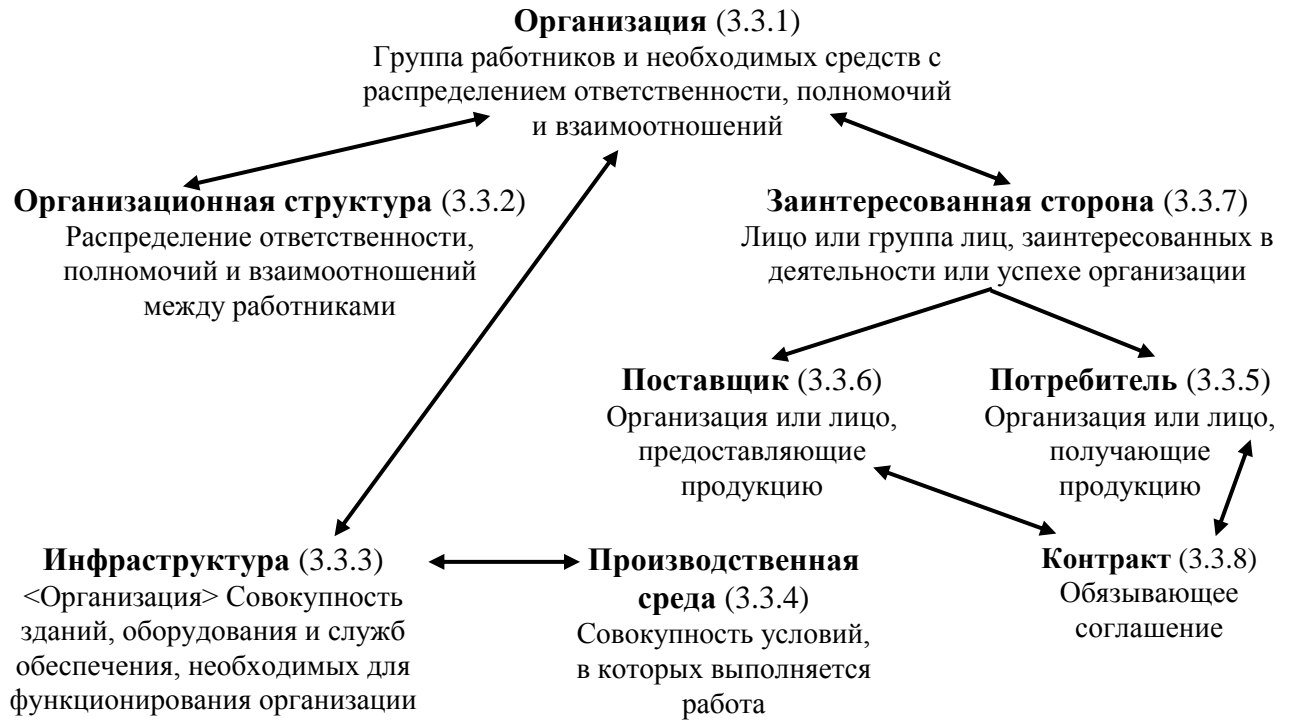 Организация (3.3.1)
Группа работников и необходимых средств с
распределением ответственности, полномочий
и взаимоотношений
Организационная структура (3.3.2)
Распределение ответственности,
полномочий и взаимоотношений
между работниками
Заинтересованная сторона (3.3.7)
Лицо или группа лиц, заинтересованных в
деятельности или успехе организации
Поставщик (3.3.6)
Организация или лицо,
предоставляющие
продукцию
Потребитель (3.3.5)
Организация или лицо,
получающие
продукцию
Инфраструктура (3.3.3)
<Организация> Совокупность
зданий, оборудования и служб
обеспечения, необходимых для
функционирования организации
Производственная
среда (3.3.4)
Совокупность условий,
в которых выполняется
работа
Контракт (3.3.8)
Обязывающее
соглашение